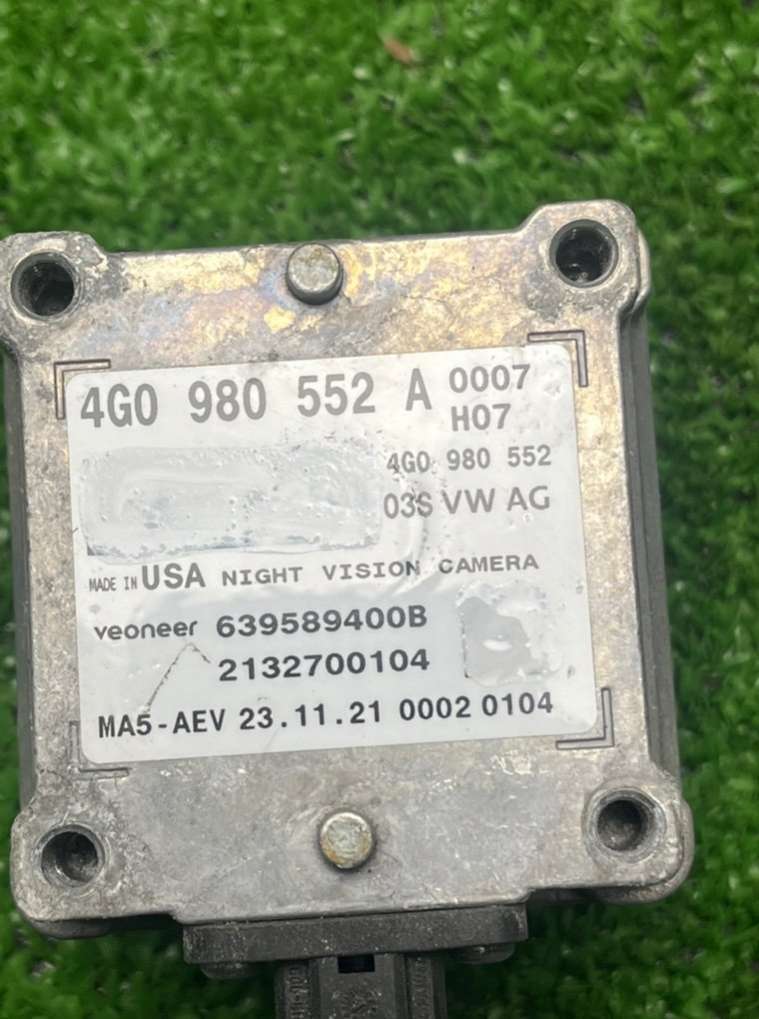 4G0 980 552 A 0007
H07
4G0 980 552
03S VW AG
MADE IN USA NIGHT VISION CAMERA
veoneer 639589400B
2132700104
MA5-AEV 23.11.21 0002 0104